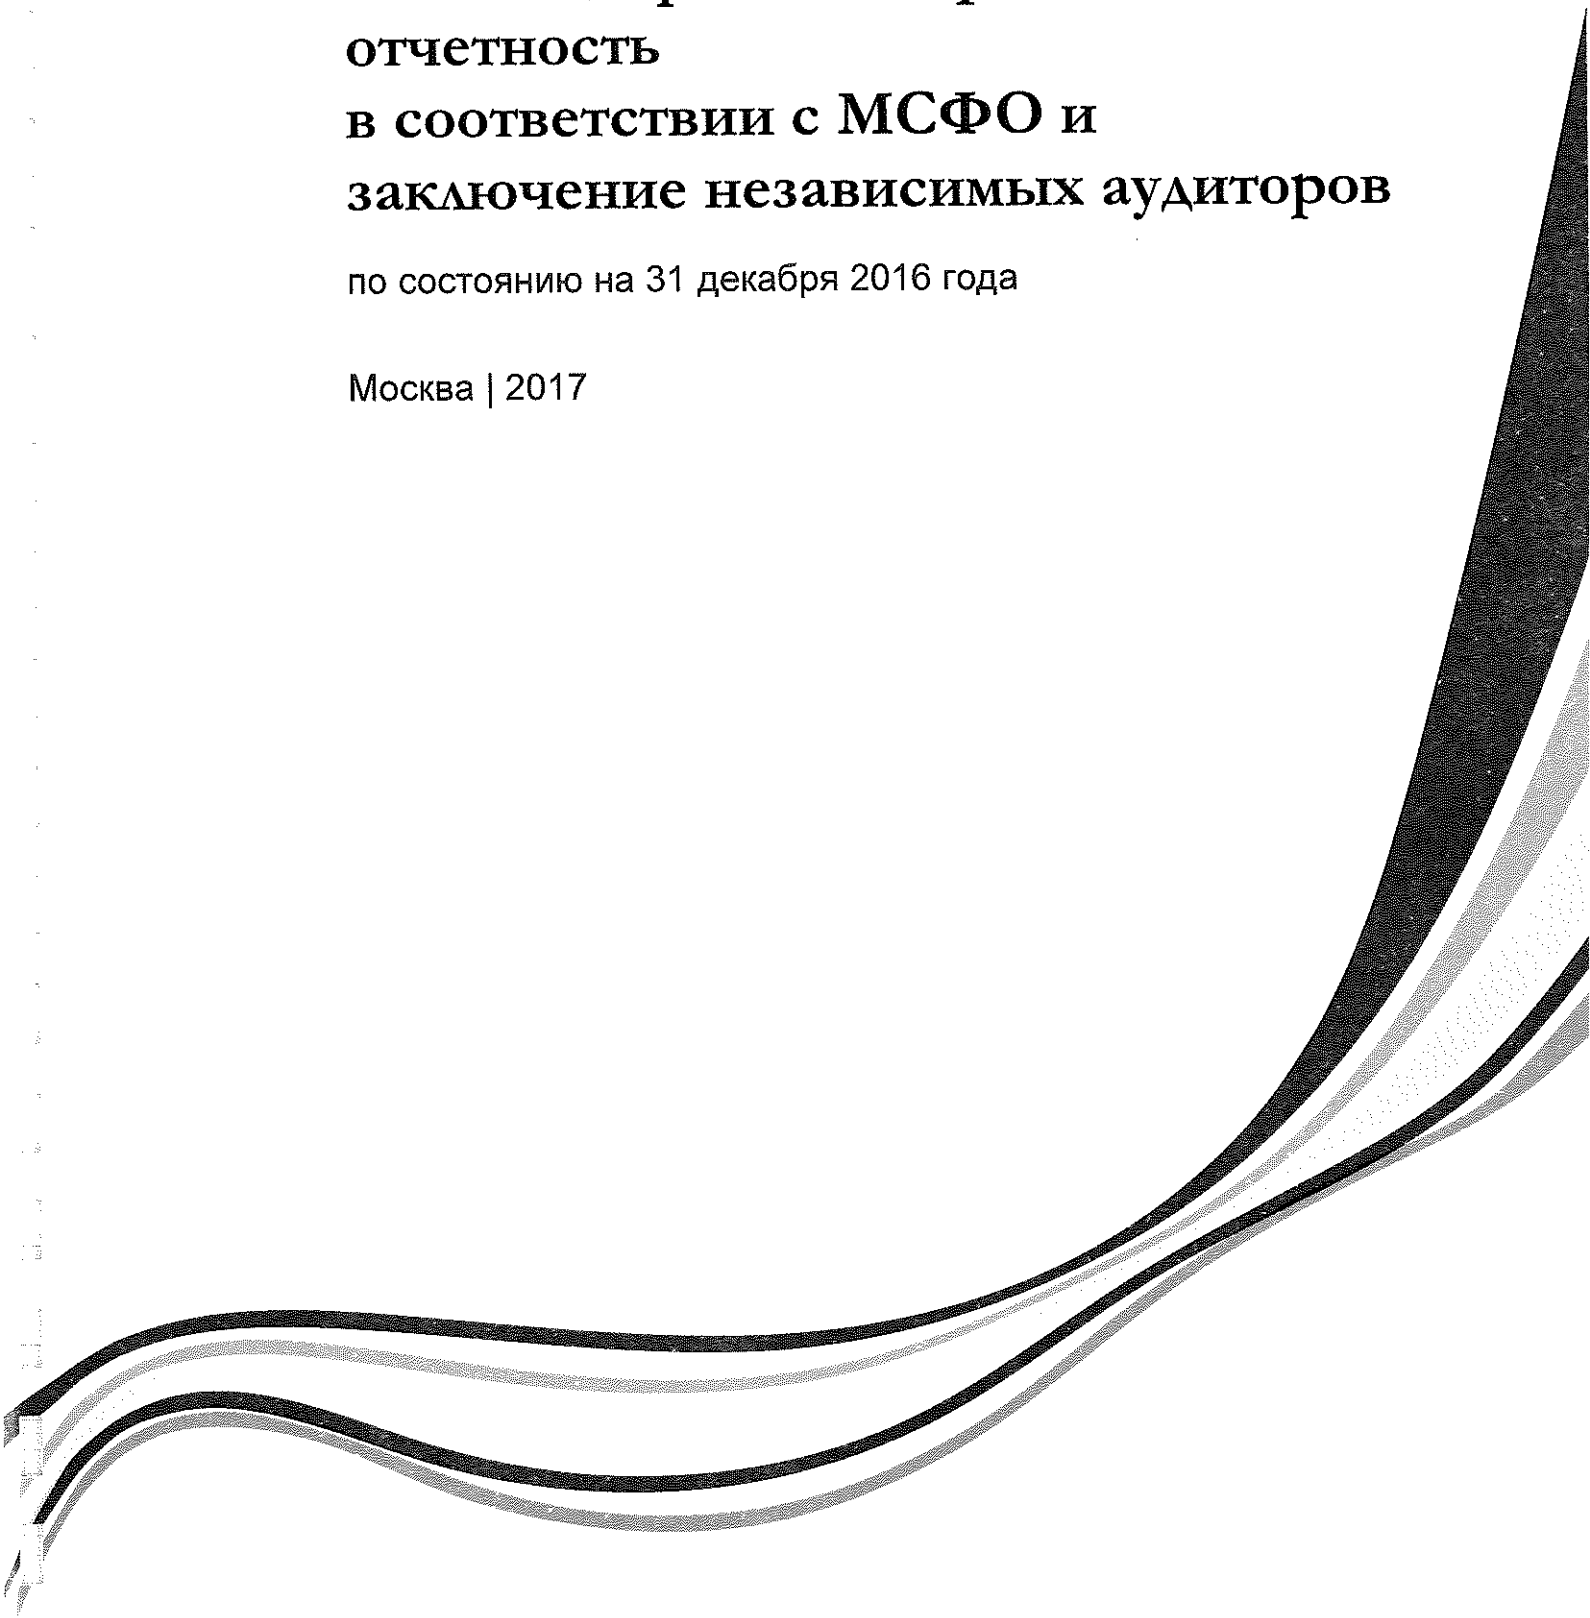 отчетность
в соответствии с МСФО и
заключение независимых аудиторов
по состоянию на 31 декабря 2016 года
Москва | 2017